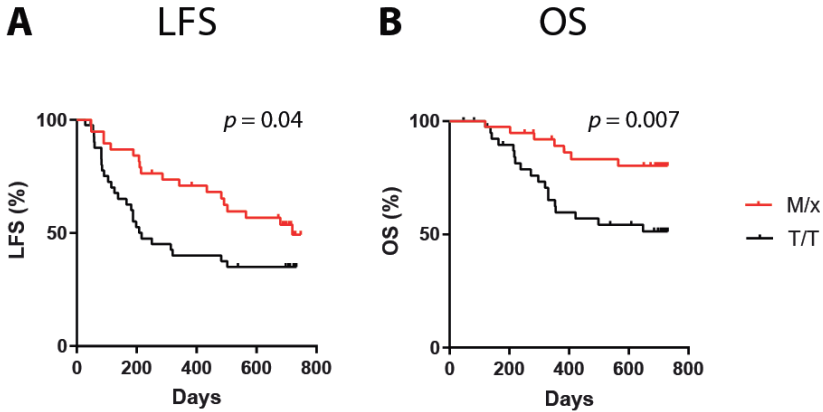 A LFS
B OS
p = 0.04
p = 0.007
LFS (%)
100
50
0
0 200 400 600 800
Days
OS (%)
100
50
0
0 200 400 600 800
Days
M/x
T/T